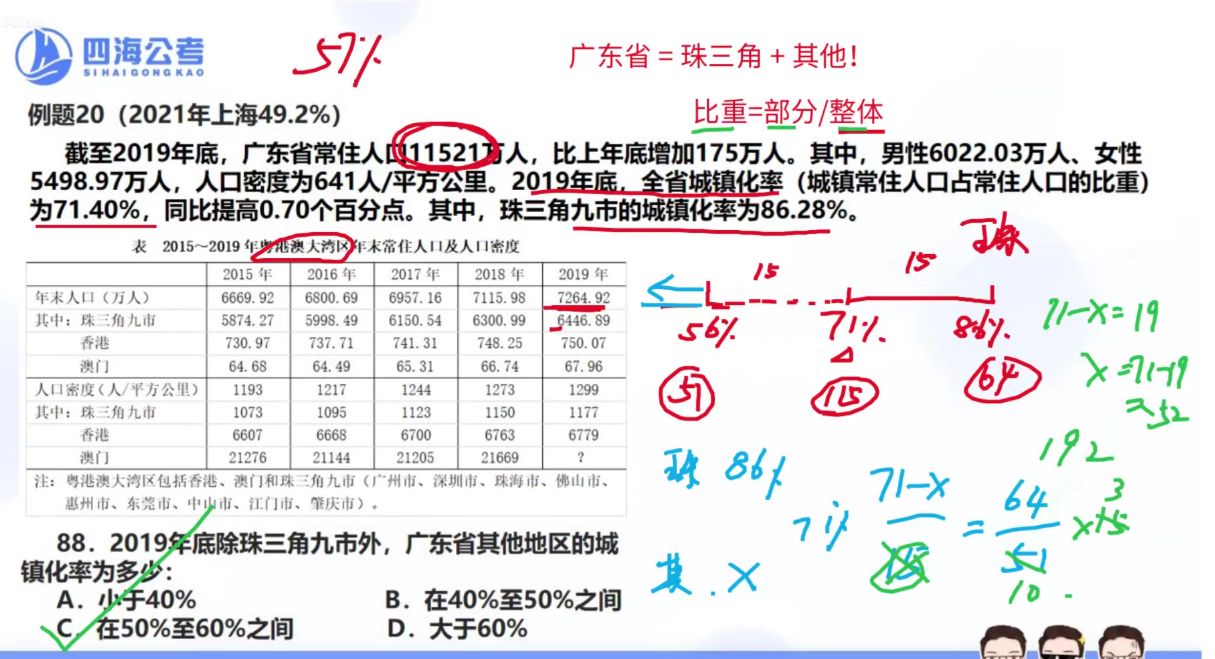 四海公考
SIHAIGONGKAO
57%
广东省 = 珠三角 + 其他!
比重=部分/整体
例题20（2021年上海49.2%）
截至2019年底，广东省常住人口11521万人，比上年底增加175万人。其中，男性6022.03万人、女性
5498.97万人，人口密度为641人/平方公里。2019年底，全省城镇化率（城镇常住人口占常住人口的比重）
为71.40%，同比提高0.70个百分点。其中，珠三角九市的城镇化率为86.28%。
表 2015～2019年粤港澳大湾区年末常住人口及人口密度
2015年 2016年 2017年 2018年 2019年
年末人口（万人） 6669.92 6800.69 6957.16 7115.98 7264.92
其中：珠三角九市 5874.27 5998.49 6150.54 6300.99 6446.89
香港 730.97 737.71 741.31 748.25 750.07
澳门 64.68 64.49 65.31 66.74 67.96
人口密度（人/平方公里） 1193 1217 1244 1273 1299
其中：珠三角九市 1073 1095 1123 1150 1177
香港 6607 6668 6700 6763 6779
澳门 21276 21144 21205 21669 ?
注：粤港澳大湾区包括香港、澳门和珠三角九市（广州市、深圳市、珠海市、佛山市、
惠州市、东莞市、中山市、江门市、肇庆市）。
88．2019年底除珠三角九市外，广东省其他地区的城
镇化率为多少：
A．小于40% B．在40%至50%之间
C．在50%至60%之间 D．大于60%
15 15
56% 71% 86%
51 115 64
71-x=19
x=71-19
=52
珠 86%
71%
其．x
71-x
=
64
51
x15
3
192
10